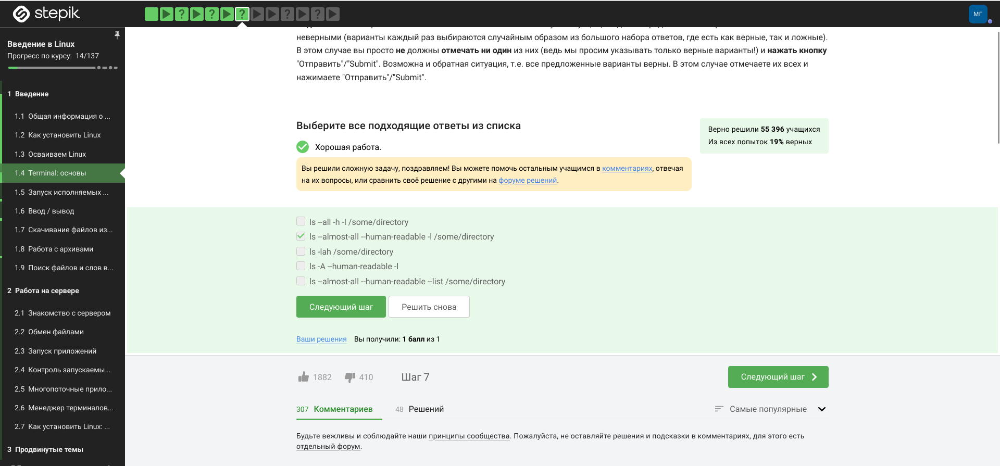 stepik
МГ
Введение в Linux
Прогресс по курсу: 14/137
1 Введение
1.1 Общая информация о ...
1.2 Как установить Linux
1.3 Осваиваем Linux
1.4 Terminal: основы
1.5 Запуск исполняемых ...
1.6 Ввод / вывод
1.7 Скачивание файлов из...
1.8 Работа с архивами
1.9 Поиск файлов и слов в...
2 Работа на сервере
2.1 Знакомство с сервером
2.2 Обмен файлами
2.3 Запуск приложений
2.4 Контроль запускаемы...
2.5 Многопоточные прило...
2.6 Менеджер терминалов...
2.7 Как установить Linux: ...
3 Продвинутые темы
неверными (варианты каждый раз выбираются случайным образом из большого набора ответов, где есть как верные, так и ложные).
В этом случае вы просто не должны отмечать ни один из них (ведь мы просим указывать только верные варианты!) и нажать кнопку
"Отправить"/"Submit". Возможна и обратная ситуация, т.е. все предложенные варианты верны. В этом случае отмечаете их всех и
нажимаете "Отправить"/"Submit".
Выберите все подходящие ответы из списка
Верно решили 55 396 учащихся
Из всех попыток 19% верных
Хорошая работа.
Вы решили сложную задачу, поздравляем! Вы можете помочь остальным учащимся в комментариях, отвечая
на их вопросы, или сравнить своё решение с другими на форуме решений.
ls --all -h -l /some/directory
ls --almost-all --human-readable -l /some/directory
ls -lah /some/directory
ls -A --human-readable -l
ls --almost-all --human-readable --list /some/directory
Следующий шаг Решить снова
Ваши решения Вы получили: 1 балл из 1
1882 410 Шаг 7 Следующий шаг
307 Комментариев 48 Решений Самые популярные
Будьте вежливы и соблюдайте наши принципы сообщества. Пожалуйста, не оставляйте решения и подсказки в комментариях, для этого есть
отдельный форум.